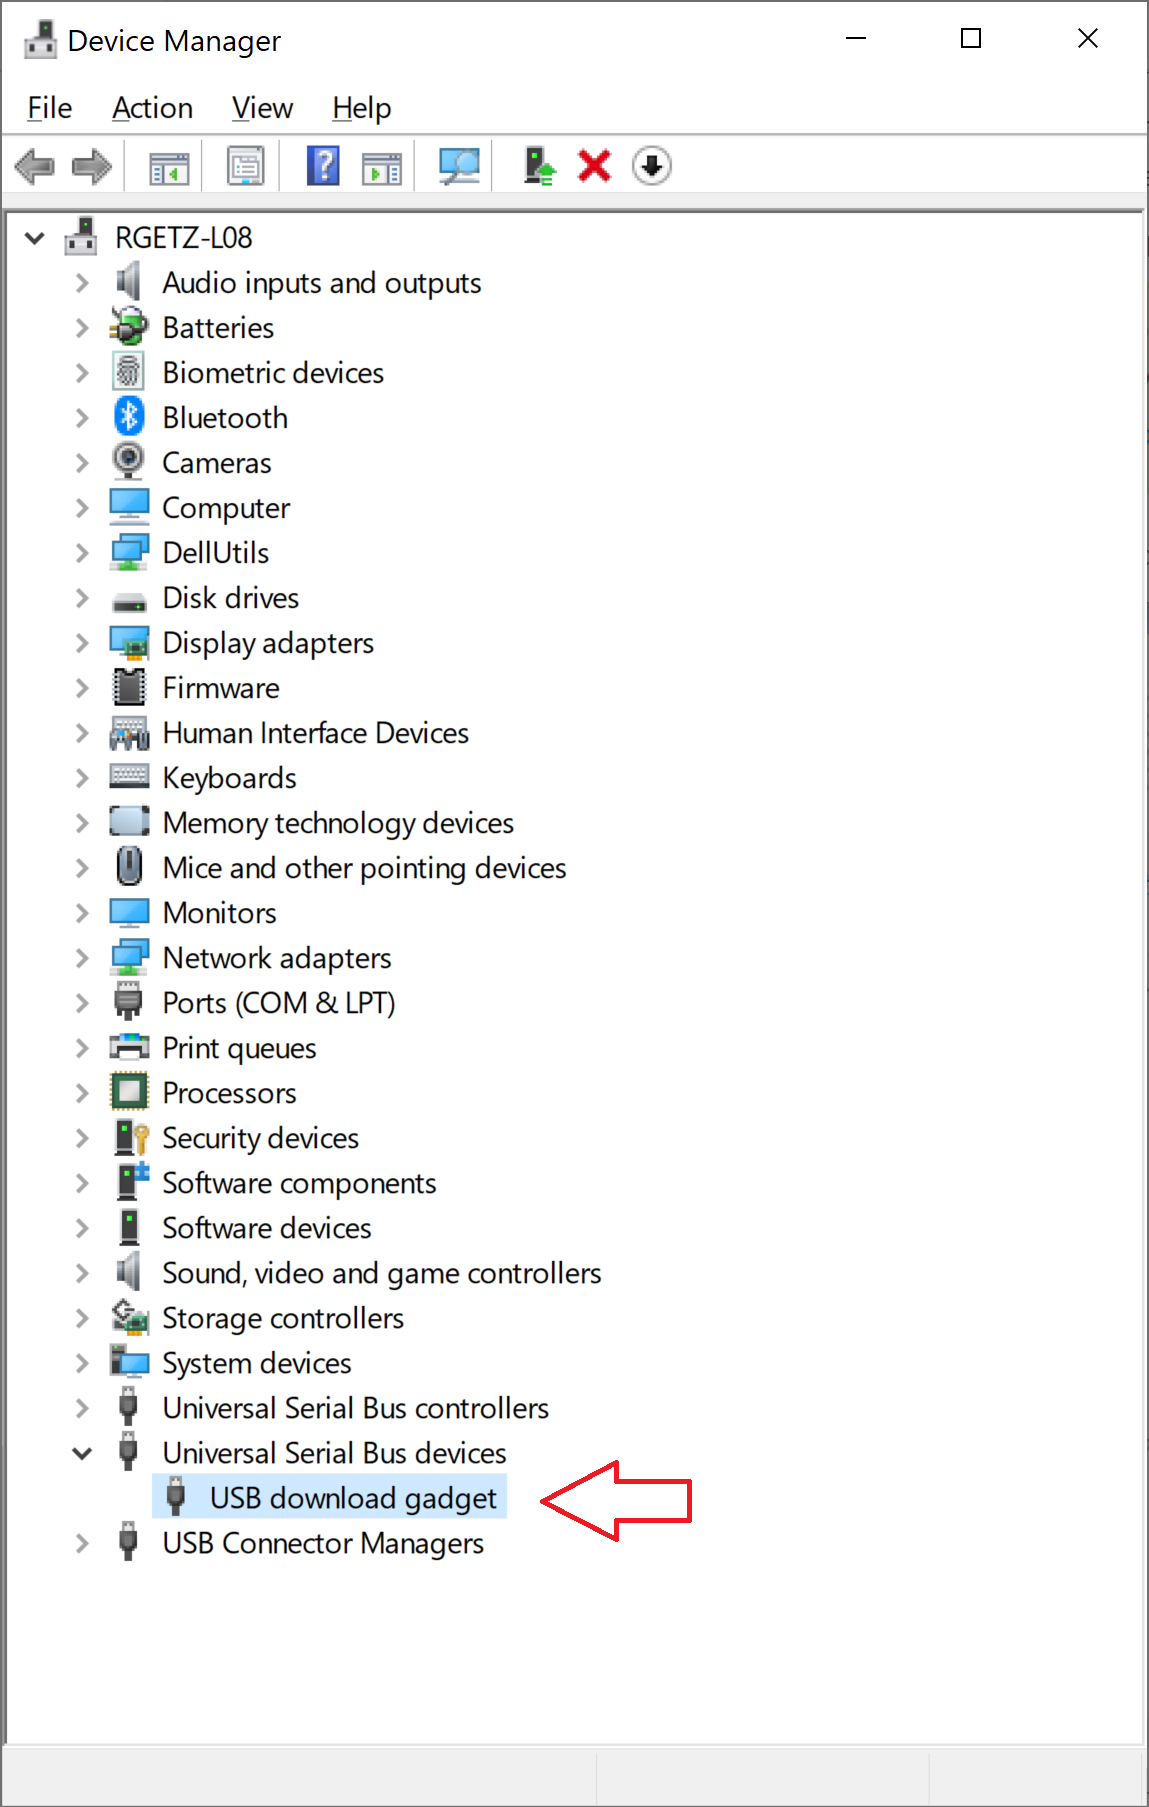 Device Manager
File Action View Help
?
RGETZ-L08
Audio inputs and outputs
Batteries
Biometric devices
Bluetooth
Cameras
Computer
DellUtils
Disk drives
Display adapters
Firmware
Human Interface Devices
Keyboards
Memory technology devices
Mice and other pointing devices
Monitors
Network adapters
Ports (COM & LPT)
Print queues
Processors
Security devices
Software components
Software devices
Sound, video and game controllers
Storage controllers
System devices
Universal Serial Bus controllers
Universal Serial Bus devices
USB download gadget
USB Connector Managers